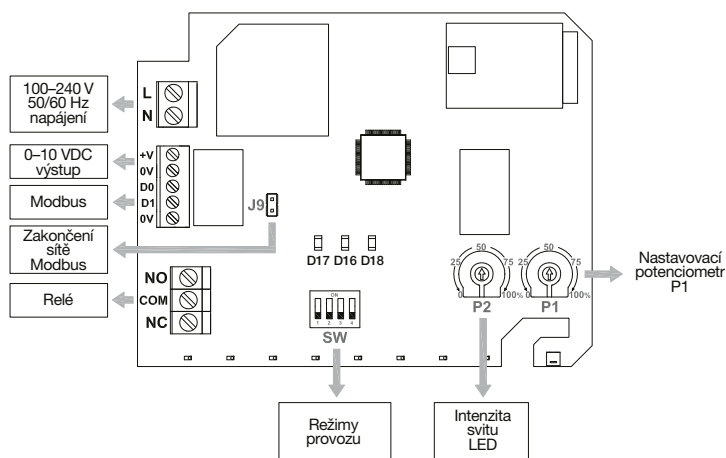 100–240 V
50/60 Hz
napájení
L
N
0–10 VDC
výstup
+V
0V
D0
D1
0V
Modbus
J9
Zakončení
sítě
Modbus
Relé
NO
COM
NC
D17 D16 D18
ON
1 2 3 4
SW
Režimy
provozu
50
25 75
0 100%
P2
Intenzita
svitu
LED
50
25 75
0 100%
P1
Nastavovací
potenciometr
P1